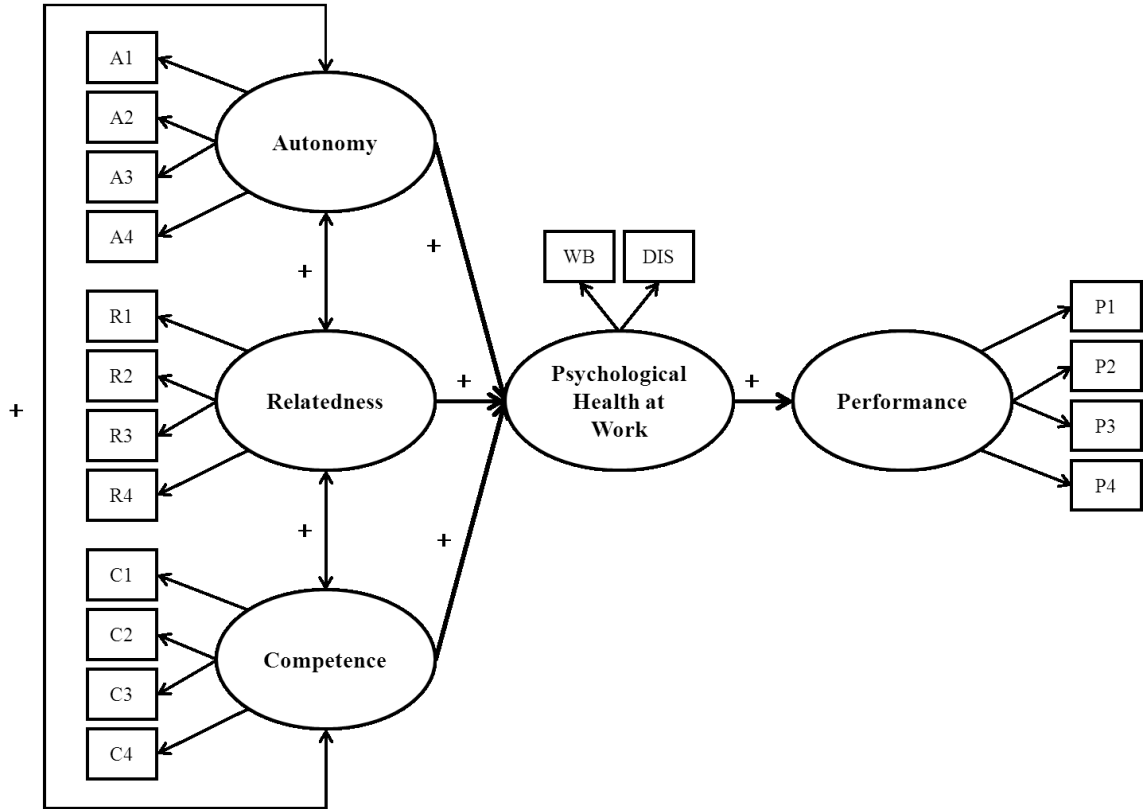 A1
A2
A3
A4
Autonomy
+
+
R1
R2
R3
R4
Relatedness
+
+
+
C1
C2
C3
C4
Competence
+
WB
DIS
Psychological
Health at
Work
+
Performance
P1
P2
P3
P4
+